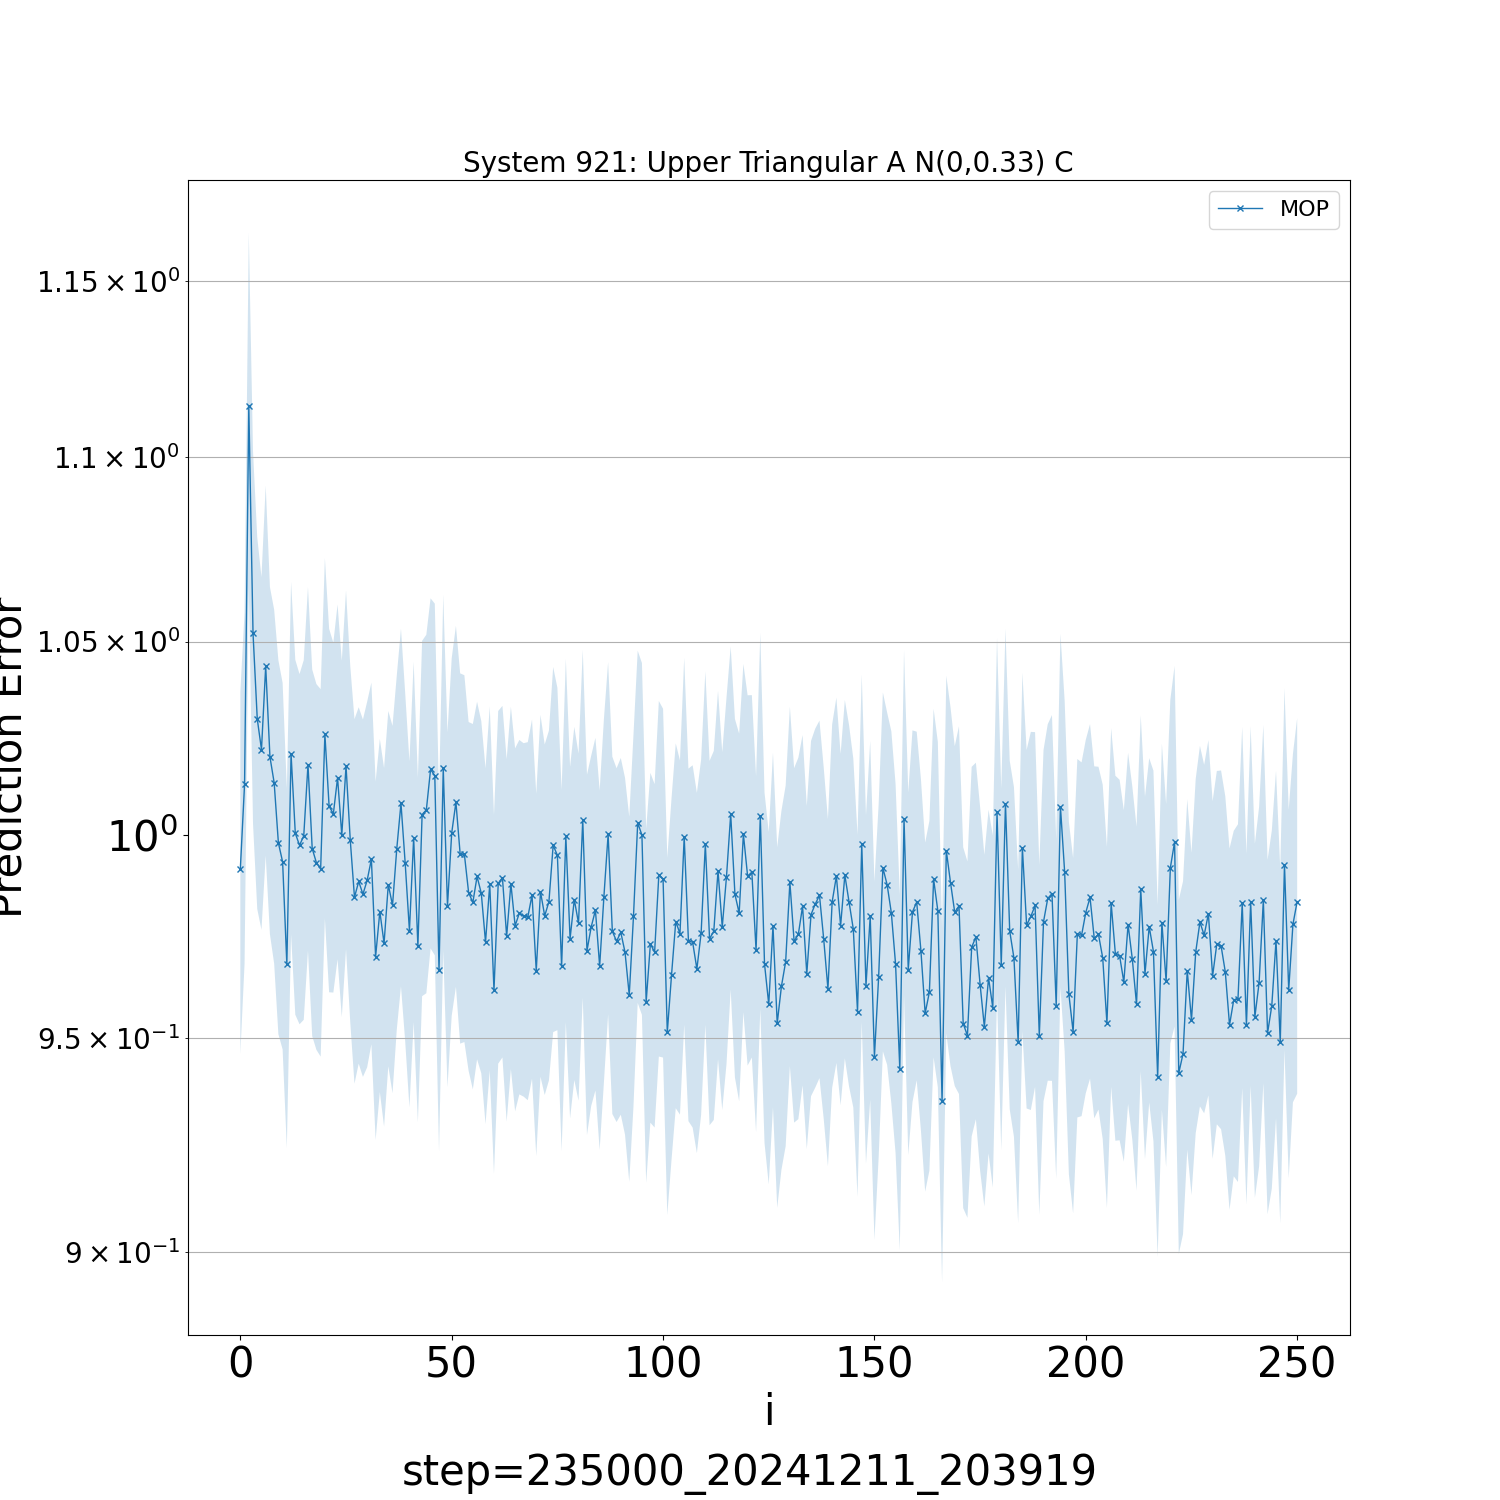 System 921: Upper Triangular A N(0,0.33) C
MOP
1.15 × 10⁰
1.1 × 10⁰
1.05 × 10⁰
10⁰
9.5 × 10⁻¹
9 × 10⁻¹
Prediction Error
0 50 100 150 200 250
i
step=235000_20241211_203919